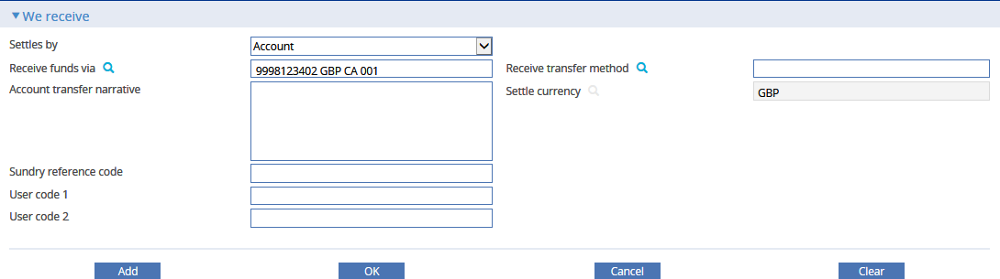 We receive
Settles by Account
Receive funds via 9998123402 GBP CA 001 Receive transfer method
Account transfer narrative Settle currency GBP
Sundry reference code
User code 1
User code 2
Add OK Cancel Clear